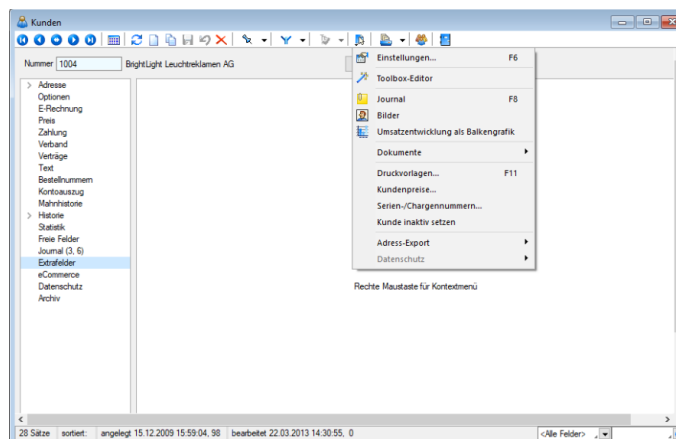 Kunden
Nummer 1004 BrightLight Leuchtreklamen AG
Adresse
Optionen
E-Rechnung
Preis
Zahlung
Verband
Verträge
Text
Bestellnummern
Kontoauszug
Mahnhistorie
Historie
Statistik
Freie Felder
Journal (3, 6)
Extrafelder
eCommerce
Datenschutz
Archiv
Einstellungen... F6
Toolbox-Editor
Journal F8
Bilder
Umsatzentwicklung als Balkengrafik
Dokumente
Druckvorlagen... F11
Kundenpreise...
Serien-/Chargennummern...
Kunde inaktiv setzen
Adress-Export
Datenschutz
Rechte Maustaste für Kontextmenü
28 Sätze sortiert: angelegt 15.12.2009 15:59:04, 98 bearbeitet 22.03.2013 14:30:55, 0 <Alle Felder>